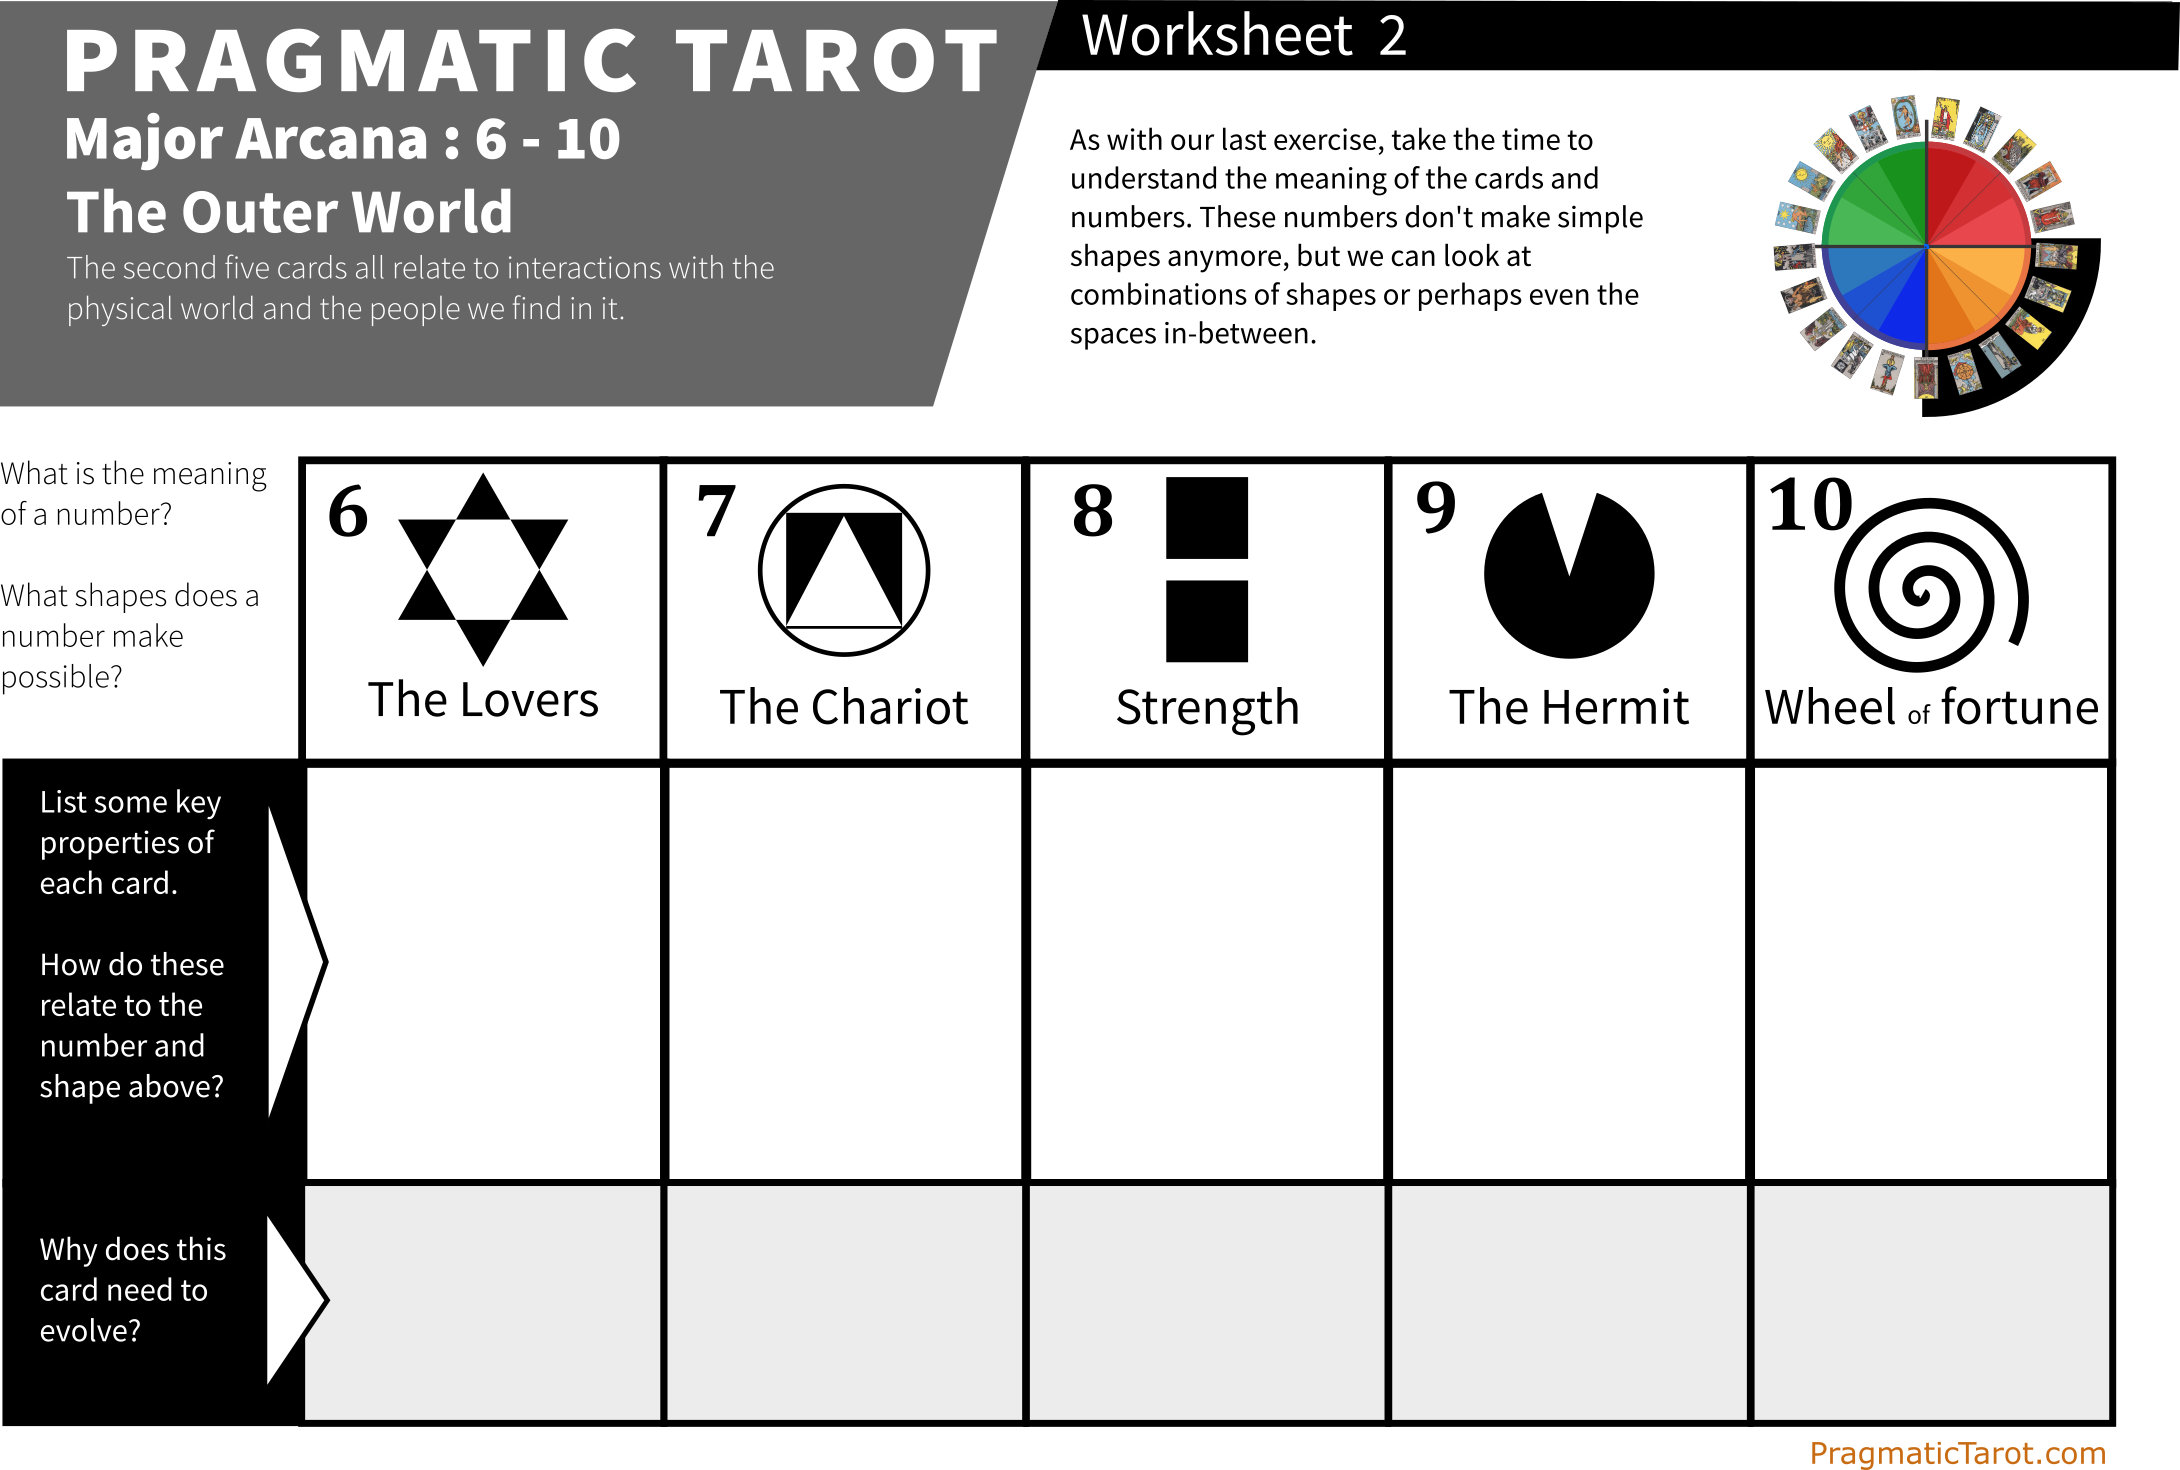 PRAGMATIC TAROT
Major Arcana : 6 - 10
The Outer World
The second five cards all relate to interactions with the
physical world and the people we find in it.
Worksheet 2
As with our last exercise, take the time to
understand the meaning of the cards and
numbers. These numbers don't make simple
shapes anymore, but we can look at
combinations of shapes or perhaps even the
spaces in-between.
What is the meaning
of a number?
What shapes does a
number make
possible?
6
The Lovers
7
The Chariot
8
Strength
9
The Hermit
10
Wheel of fortune
List some key
properties of
each card.
How do these
relate to the
number and
shape above?
Why does this
card need to
evolve?
PragmaticTarot.com